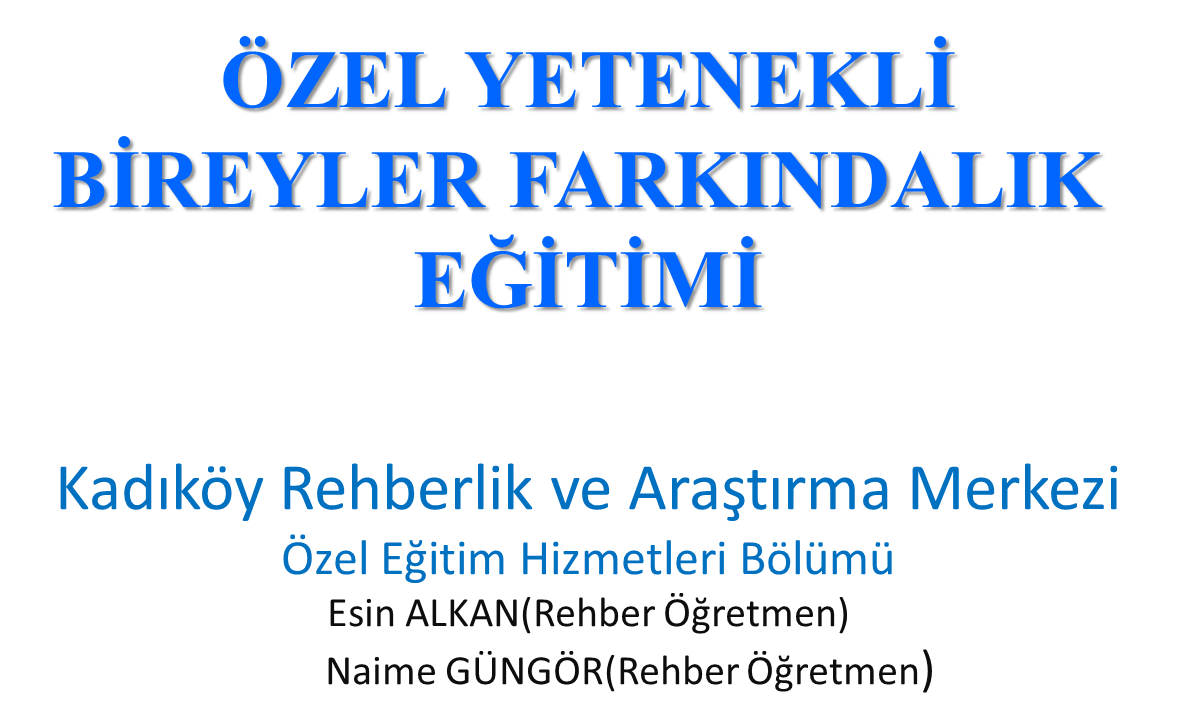 ÖZEL YETENEKLİ
BİREYLER FARKINDALIK
EĞİTİMİ
Kadıköy Rehberlik ve Araştırma Merkezi
Özel Eğitim Hizmetleri Bölümü
Esin ALKAN(Rehber Öğretmen)
Naime GÜNGÖR(Rehber Öğretmen)